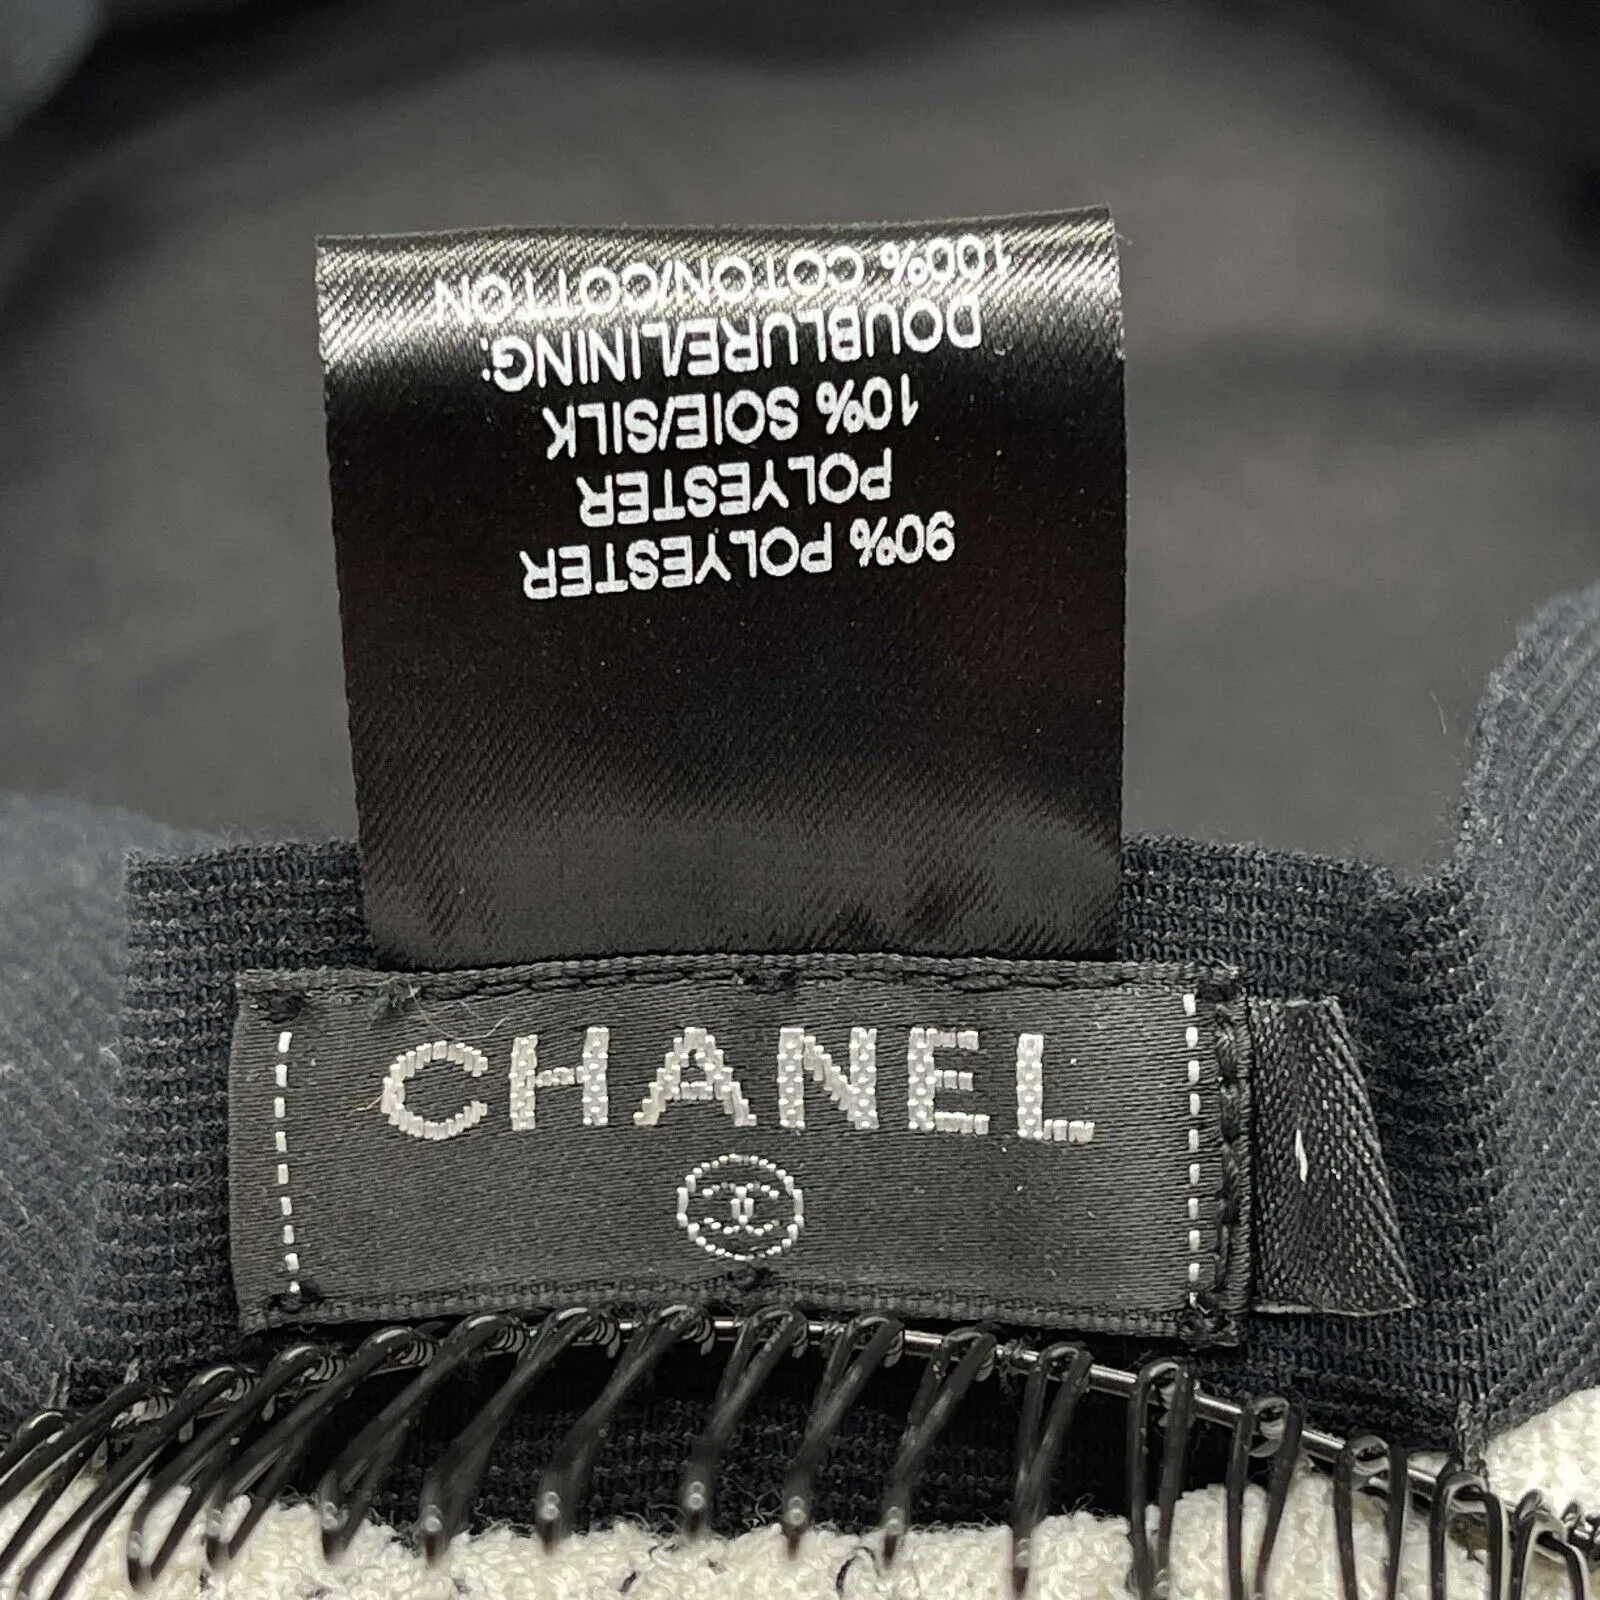 90% POLYESTER
POLYESTER
10% SOIE/SILK
DOUBLURE/LINING:
100% COTON/COTTON
CHANEL